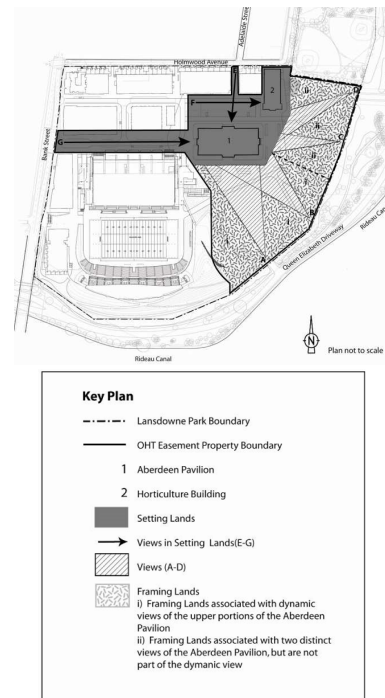 Holmwood Avenue
Adelaide Street
E
2
F
ii
D
ii
C
G
1
ii
Bank Street
i
i
B
i
A
Queen Elizabeth Driveway
Rideau Canal
N
Plan not to scale
Rideau Canal
Key Plan
Lansdowne Park Boundary
OHT Easement Property Boundary
1 Aberdeen Pavilion
2 Horticulture Building
Setting Lands
Views in Setting Lands(E-G)
Views (A-D)
Framing Lands
i) Framing Lands associated with dynamic
views of the upper portions of the Aberdeen
Pavilion
ii) Framing Lands associated with two distinct
views of the Aberdeen Pavilion, but are not
part of the dymanic view